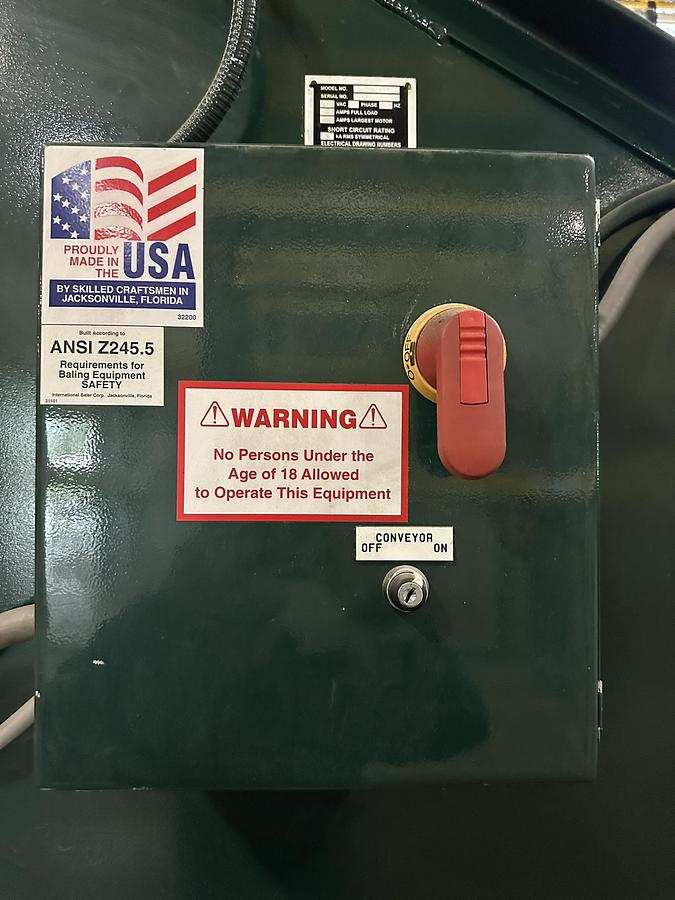 MODEL NO.
SERIAL NO.
VAC PHASE HZ
AMPS FULL LOAD
AMPS LARGEST MOTOR
SHORT CIRCUIT RATING
kA RMS SYMMETRICAL
ELECTRICAL DRAWING NUMBERS
PROUDLY
MADE IN
THE USA
BY SKILLED CRAFTSMEN IN
JACKSONVILLE, FLORIDA
32200
Built According to
ANSI Z245.5
Requirements for
Baling Equipment
SAFETY
International Baler Corp. Jacksonville, Florida
31101
O-OFF
WARNING
No Persons Under the
Age of 18 Allowed
to Operate This Equipment
CONVEYOR
OFF ON